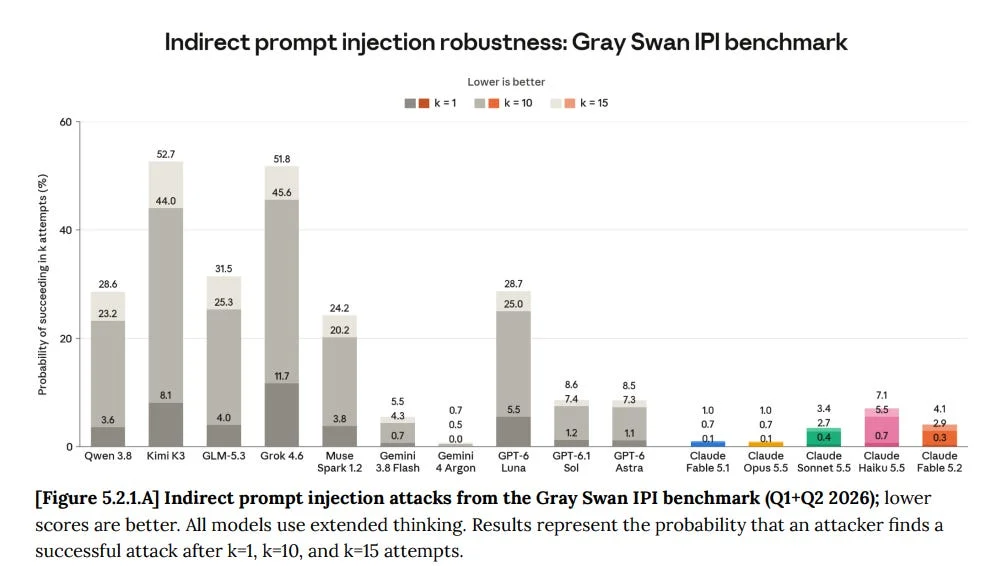 Indirect prompt injection robustness: Gray Swan IPI benchmark
Lower is better
k = 1 k = 10 k = 15
Probability of succeeding in k attempts (%)
60
40
20
0
28.6
23.2
3.6
Qwen 3.8
52.7
44.0
8.1
Kimi K3
31.5
25.3
4.0
GLM-5.3
51.8
45.6
11.7
Grok 4.6
24.2
20.2
3.8
Muse
Spark 1.2
5.5
4.3
0.7
Gemini
3.8 Flash
0.7
0.5
0.0
Gemini
4 Argon
28.7
25.0
5.5
GPT-6
Luna
8.6
7.4
1.2
GPT-6.1
Sol
8.5
7.3
1.1
GPT-6
Astra
1.0
0.7
0.1
Claude
Fable 5.1
1.0
0.7
0.1
Claude
Opus 5.5
3.4
2.7
0.4
Claude
Sonnet 5.5
7.1
5.5
0.7
Claude
Haiku 5.5
4.1
2.9
0.3
Claude
Fable 5.2
[Figure 5.2.1.A] Indirect prompt injection attacks from the Gray Swan IPI benchmark (Q1+Q2 2026); lower
scores are better. All models use extended thinking. Results represent the probability that an attacker finds a
successful attack after k=1, k=10, and k=15 attempts.